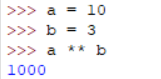 >>> a = 10
>>> b = 3
>>> a ** b
1000